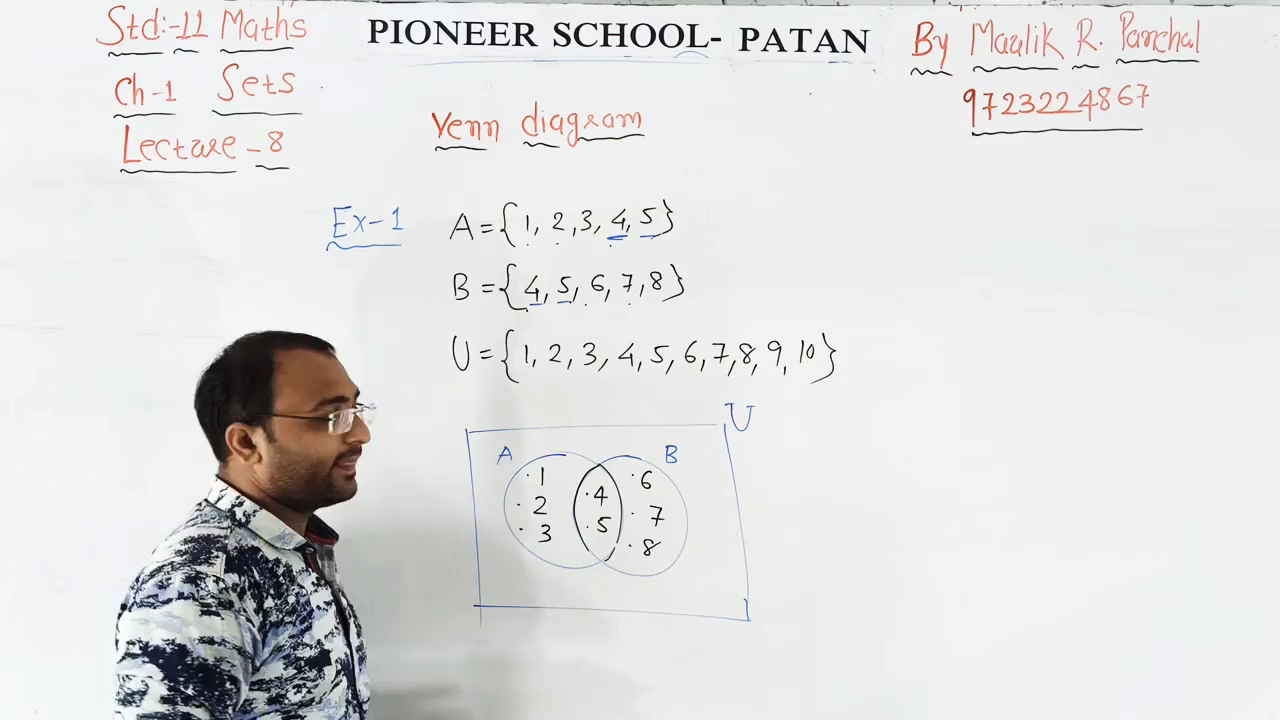 Std:-11 Maths
Ch-1 Sets
Lecture - 8
PIONEER SCHOOL- PATAN
By Maulik R. Panchal
9723224867
Venn diagram
Ex-1
A={1, 2, 3, 4, 5}
B={4, 5, 6, 7, 8}
U={1, 2, 3, 4, 5, 6, 7, 8, 9, 10}
U
A B
1 4 6
2 5 7
3 8